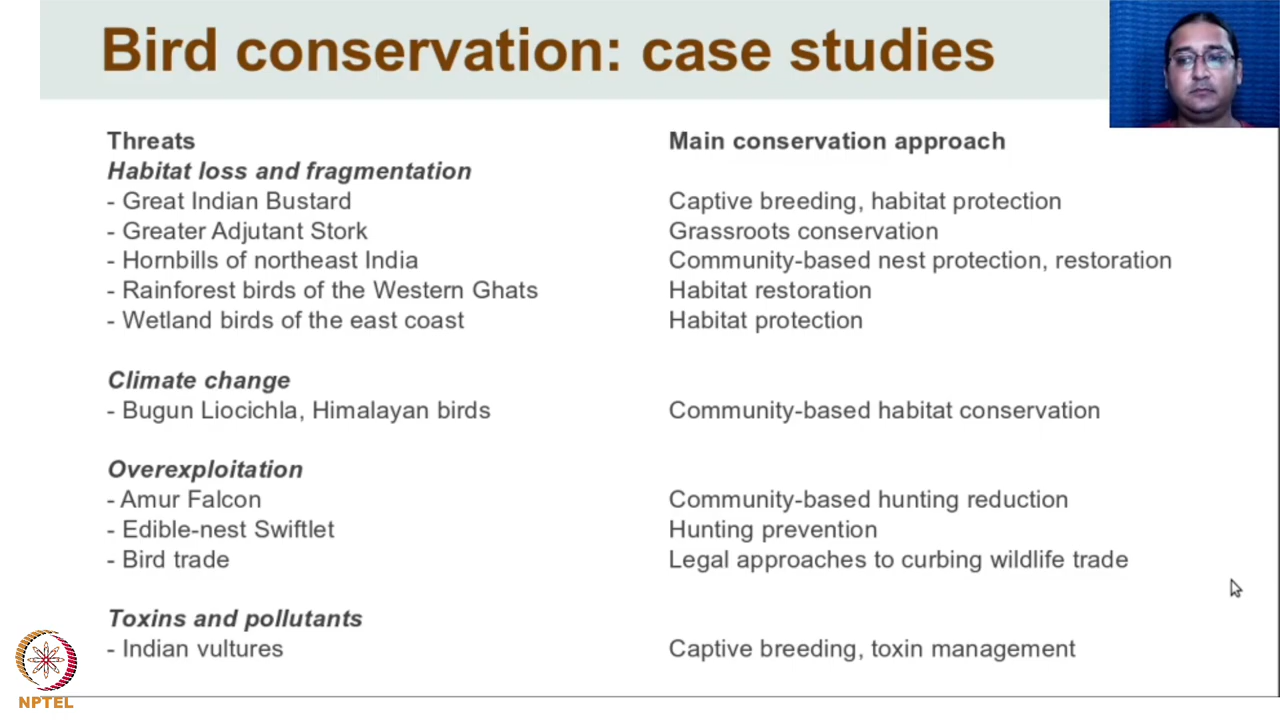 Bird conservation: case studies
Threats Main conservation approach
Habitat loss and fragmentation
- Great Indian Bustard Captive breeding, habitat protection
- Greater Adjutant Stork Grassroots conservation
- Hornbills of northeast India Community-based nest protection, restoration
- Rainforest birds of the Western Ghats Habitat restoration
- Wetland birds of the east coast Habitat protection
Climate change
- Bugun Liocichla, Himalayan birds Community-based habitat conservation
Overexploitation
- Amur Falcon Community-based hunting reduction
- Edible-nest Swiftlet Hunting prevention
- Bird trade Legal approaches to curbing wildlife trade
Toxins and pollutants
- Indian vultures Captive breeding, toxin management
NPTEL